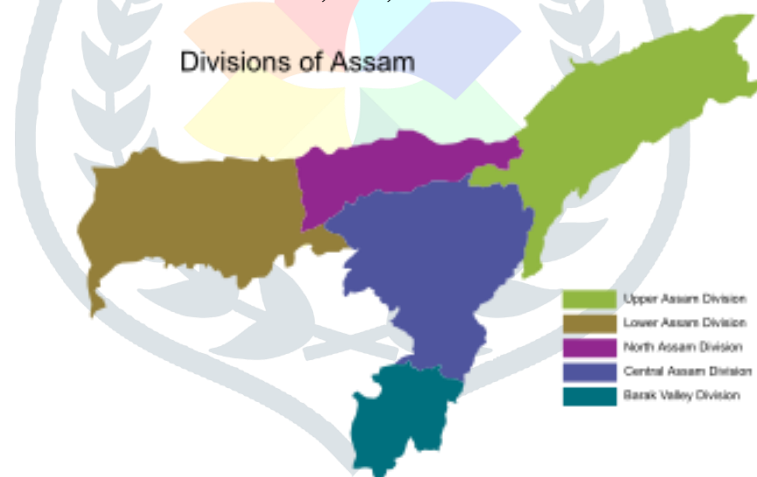 Divisions of Assam
Upper Assam Division
Lower Assam Division
North Assam Division
Central Assam Division
Barak Valley Division